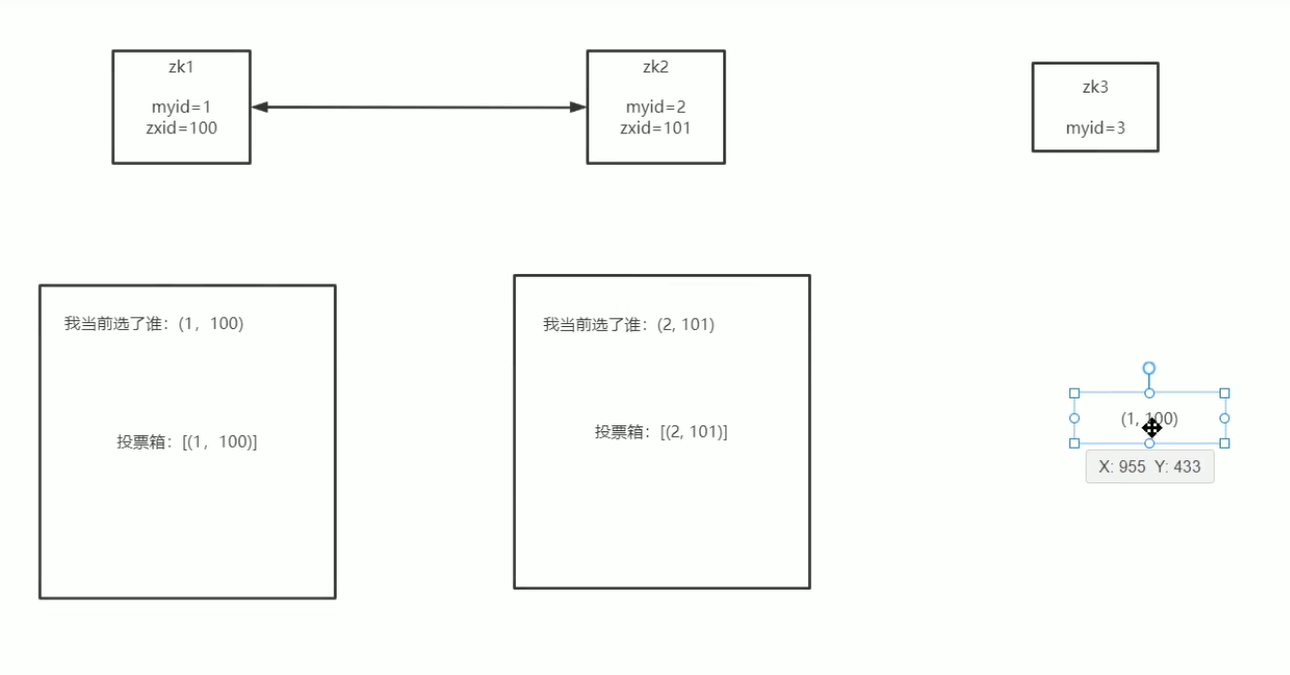 zk1
myid=1
zxid=100
zk2
myid=2
zxid=101
zk3
myid=3
我当前选了谁：(1，100)
投票箱：[(1，100)]
我当前选了谁：(2, 101)
投票箱：[(2, 101)]
(1, 100)
X: 955 Y: 433